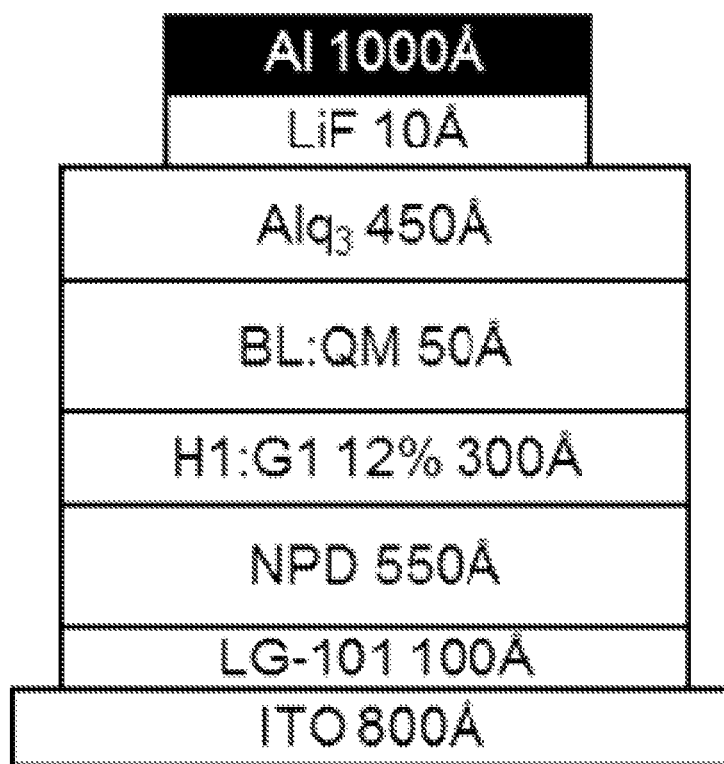 Al 1000Å
LiF 10Å
Alq₃ 450Å
BL:QM 50Å
H1:G1 12% 300Å
NPD 550Å
LG-101 100Å
ITO 800Å